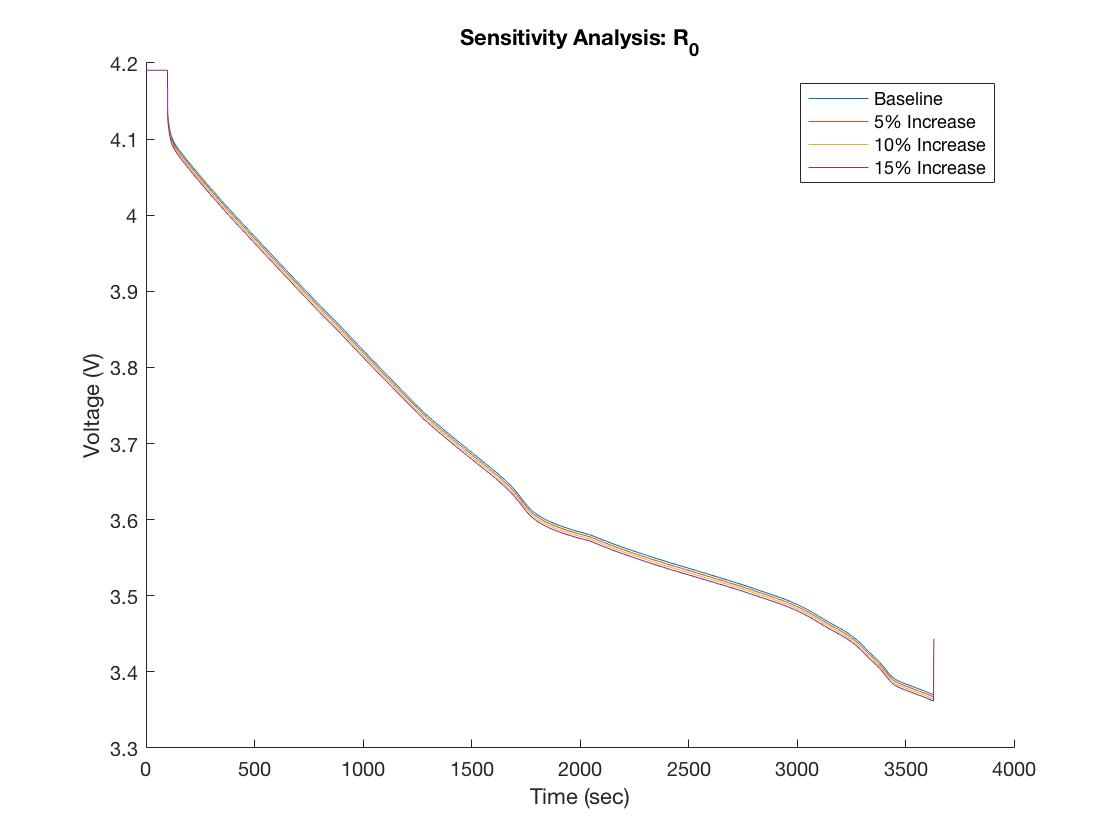 Sensitivity Analysis: R0
Baseline
5% Increase
10% Increase
15% Increase
Voltage (V)
4.2
4.1
4
3.9
3.8
3.7
3.6
3.5
3.4
3.3
0 500 1000 1500 2000 2500 3000 3500 4000
Time (sec)